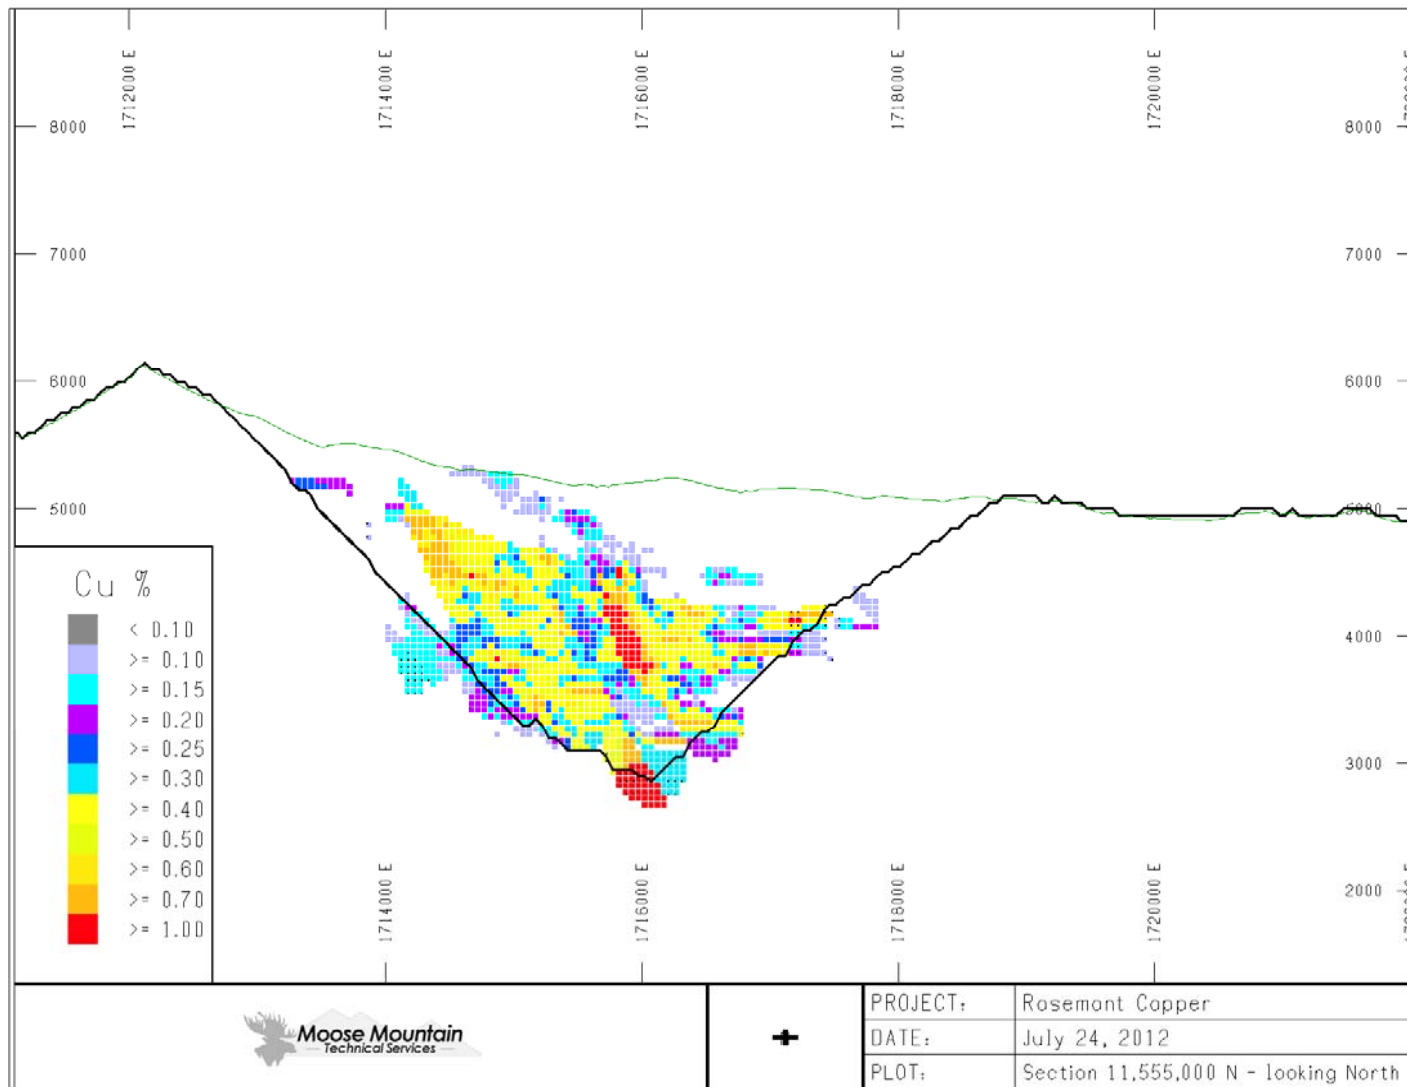 1712000 E
1714000 E
1716000 E
1718000 E
1720000 E
8000
8000
7000
7000
6000
6000
5000
5000
4000
3000
2000
Cu %
< 0.10
>= 0.10
>= 0.15
>= 0.20
>= 0.25
>= 0.30
>= 0.40
>= 0.50
>= 0.60
>= 0.70
>= 1.00
1714000 E
1716000 E
1718000 E
1720000 E
Moose Mountain
Technical Services
PROJECT: Rosemont Copper
DATE: July 24, 2012
PLOT: Section 11,555,000 N - looking North